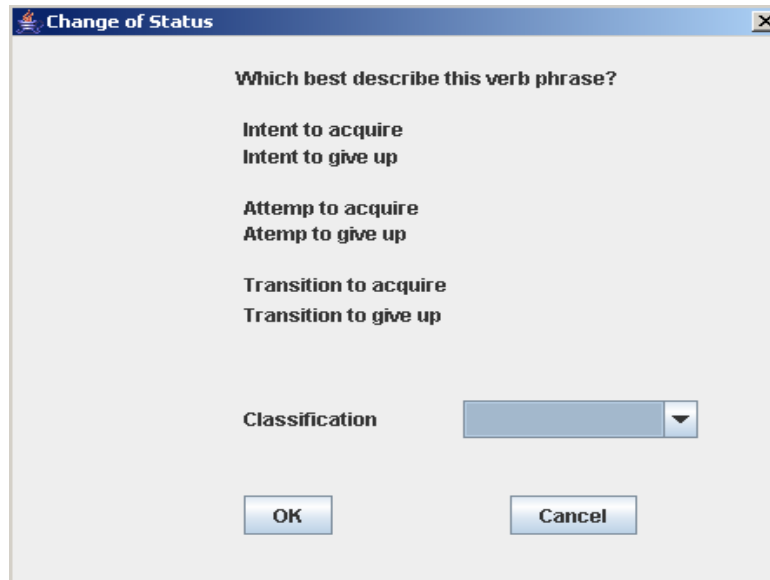 Change of Status
Which best describe this verb phrase?
Intent to acquire
Intent to give up
Attemp to acquire
Atemp to give up
Transition to acquire
Transition to give up
Classification
OK Cancel